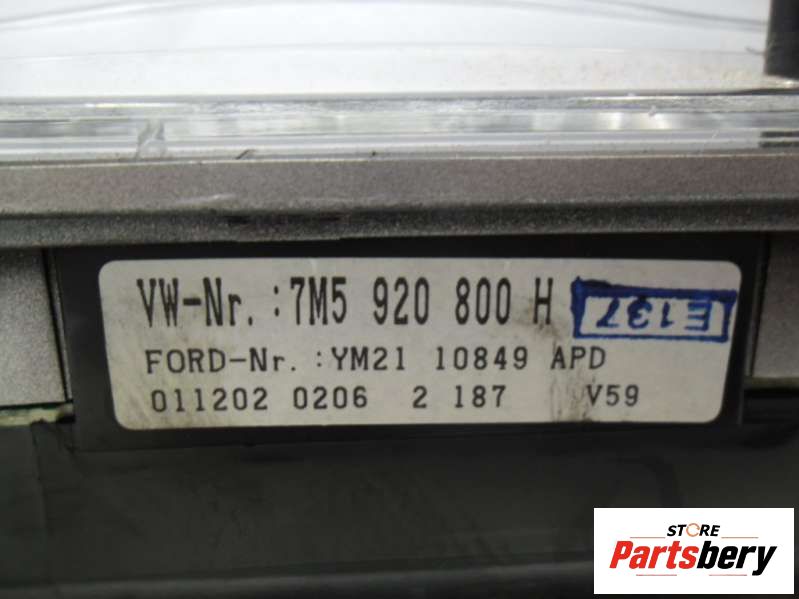 VW-Nr. :7M5 920 800 H E137
FORD-Nr. :YM21 10849 APD
011202 0206 2 187 V59
STORE
Partsbery